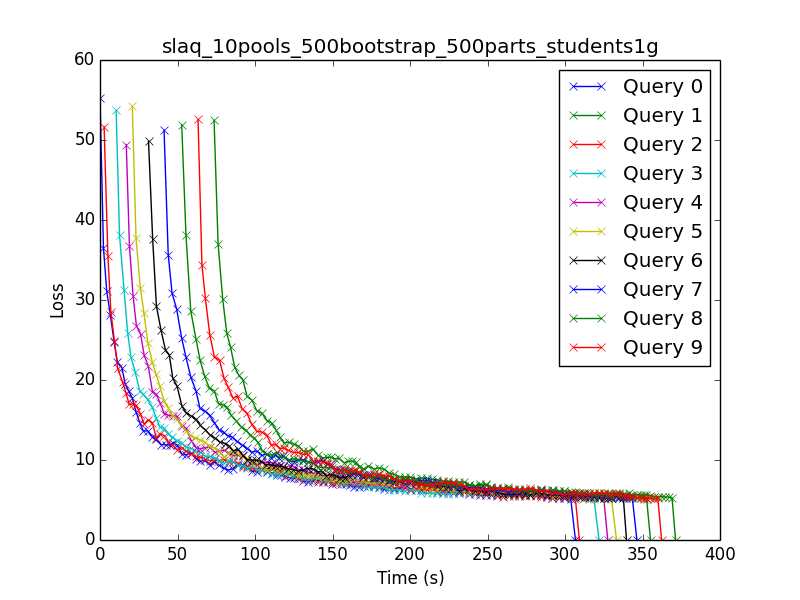 slaq_10pools_500bootstrap_500parts_students1g
60
50
40
30
20
10
0
Loss
0 50 100 150 200 250 300 350 400
Time (s)
Query 0
Query 1
Query 2
Query 3
Query 4
Query 5
Query 6
Query 7
Query 8
Query 9